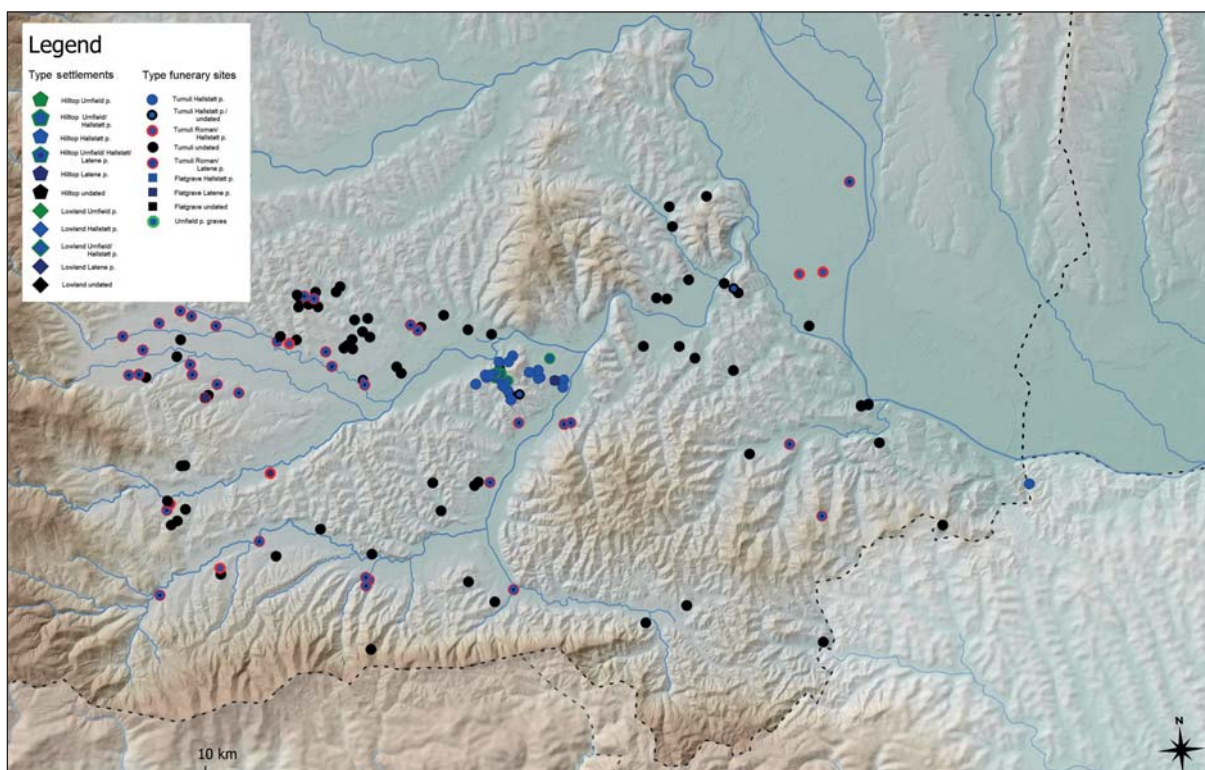 Legend
Type settlements
Hilltop Urnfield p.
Hilltop Urnfield/
Hallstatt p.
Hilltop Hallstatt p.
Hilltop Urnfield/ Hallstatt/
Latene p.
Hilltop Latene p.
Hilltop undated
Lowland Urnfield p.
Lowland Hallstatt p.
Lowland Urnfield/
Hallstatt p.
Lowland Latene p.
Lowland undated
Type funerary sites
Tumuli Hallstatt p.
Tumuli Hallstatt p./
undated
Tumuli Roman/
Hallstatt p.
Tumuli undated
Tumuli Roman/
Latene p.
Flatgrave Hallstatt p.
Flatgrave Latene p.
Flatgrave undated
Urnfield p. graves
10 km
N